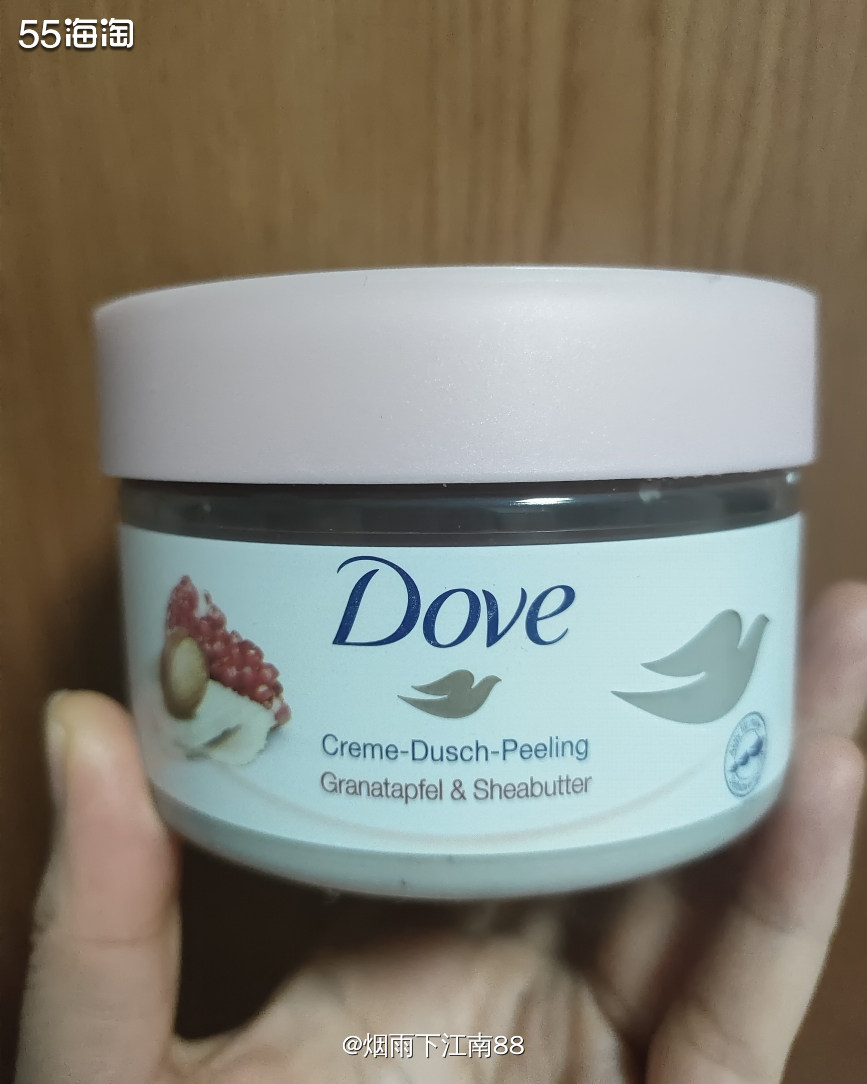 55海淘
Dove
Creme-Dusch-Peeling
Granatapfel & Sheabutter
@烟雨下江南88